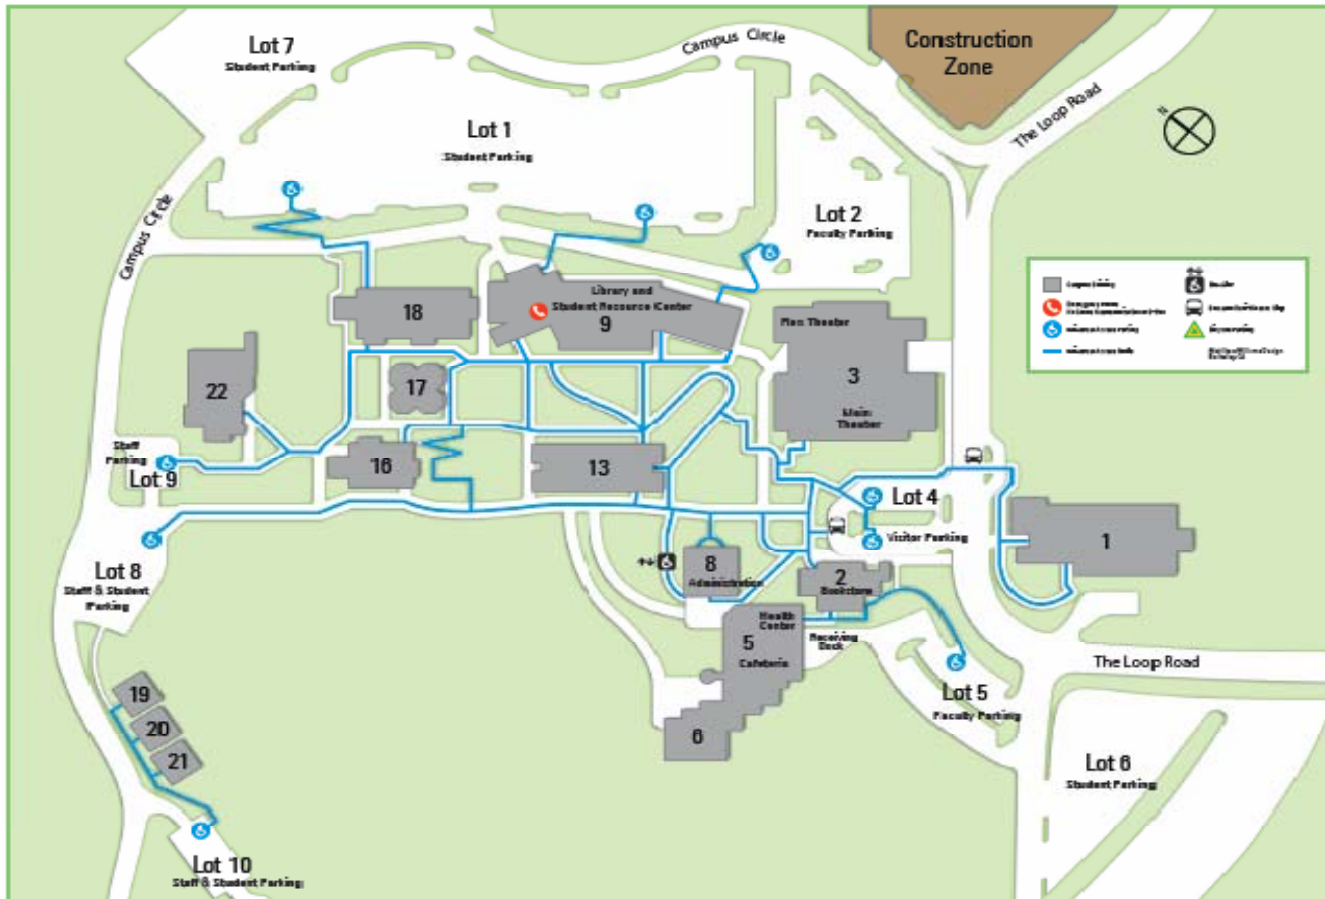 Lot 7
Student Parking
Campus Circle
Construction
Zone
The Loop Road
N
Lot 1
Student Parking
Lot 2
Faculty Parking
Campus Circle
18
Library and
Student Resource Center
9
Theater
3
Main
Theater
22
17
Staff
Parking
Lot 9
16
13
Lot 4
Visitor Parking
1
Lot 8
Staff & Student
Parking
8
Administration
2
Bookstore
Health
Center
5
Cafeteria
Receiving
Dock
The Loop Road
Lot 5
Faculty Parking
19
20
21
6
Lot 6
Student Parking
Lot 10
Staff & Student Parking